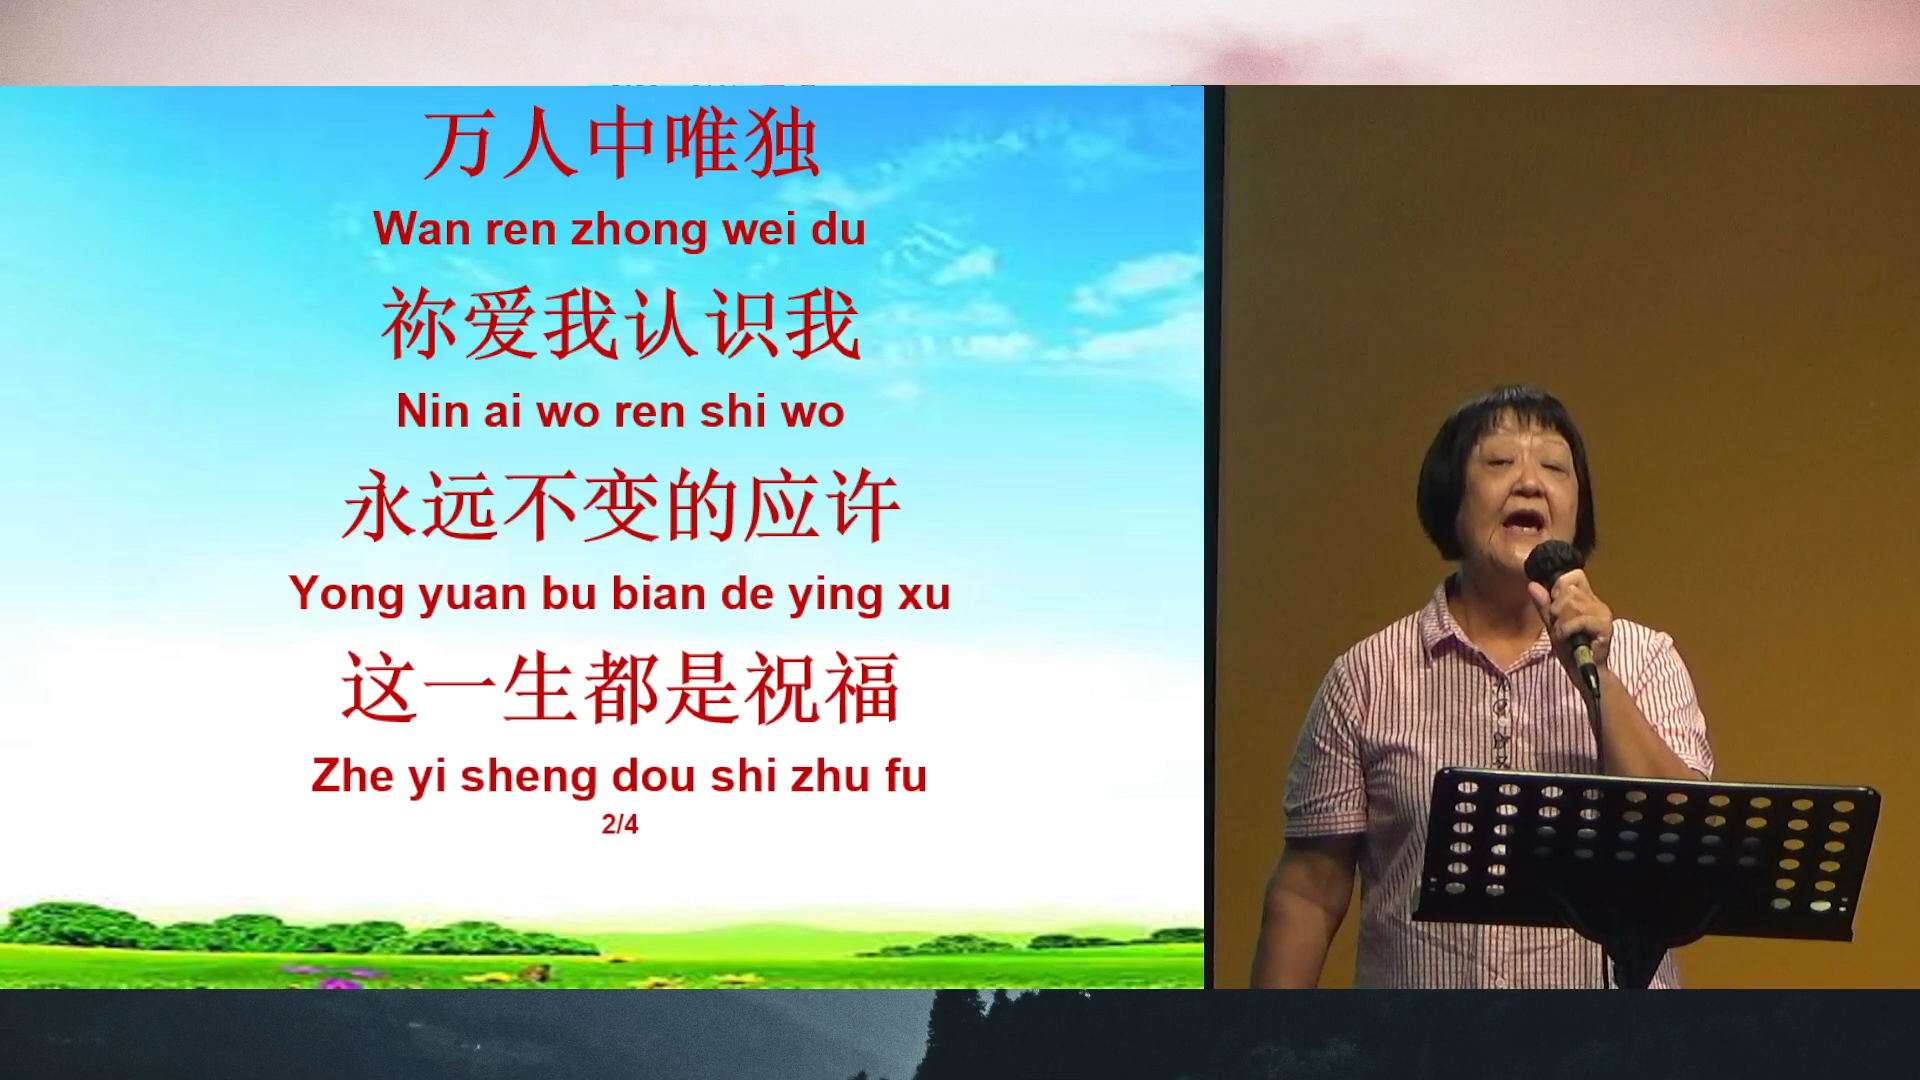 万人中唯独
Wan ren zhong wei du
祢爱我认识我
Nin ai wo ren shi wo
永远不变的应许
Yong yuan bu bian de ying xu
这一生都是祝福
Zhe yi sheng dou shi zhu fu
2/4